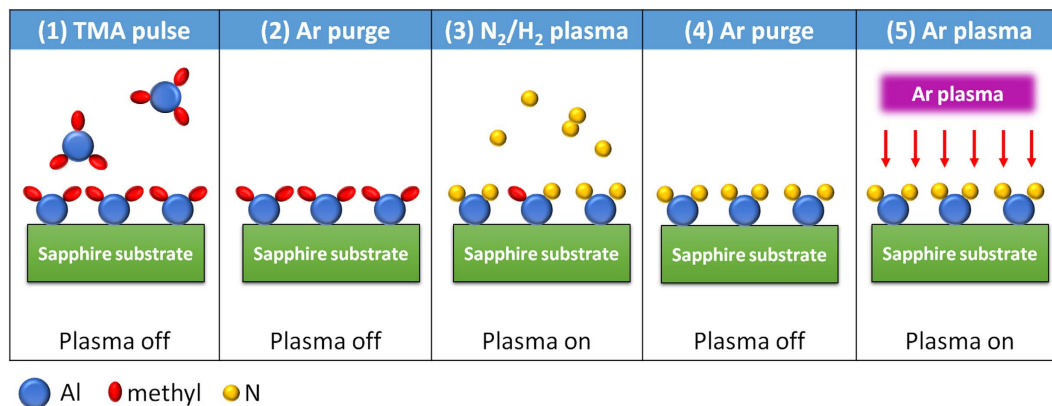 (1) TMA pulse
(2) Ar purge
(3) N₂/H₂ plasma
(4) Ar purge
(5) Ar plasma
Ar plasma
Sapphire substrate
Sapphire substrate
Sapphire substrate
Sapphire substrate
Sapphire substrate
Plasma off
Plasma off
Plasma on
Plasma off
Plasma on
Al
methyl
N